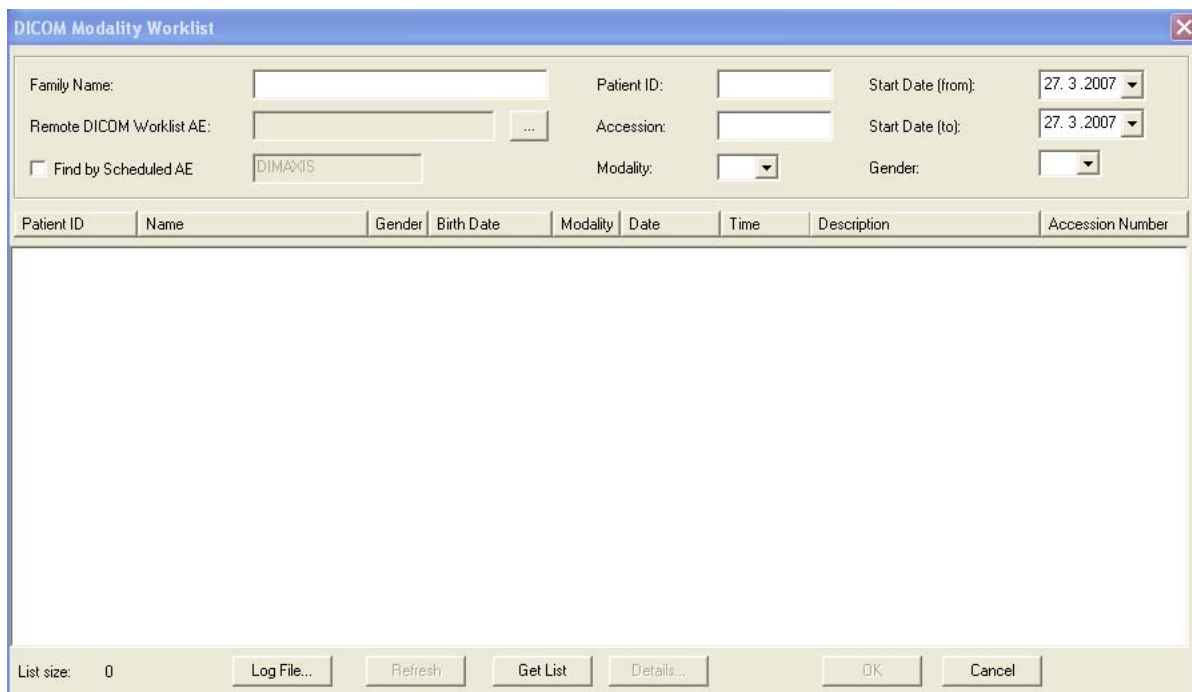 DICOM Modality Worklist
Family Name: Patient ID: Start Date (from): 27. 3 .2007
Remote DICOM Worklist AE: ... Accession: Start Date (to): 27. 3 .2007
Find by Scheduled AE DIMAXIS Modality: Gender:
Patient ID Name Gender Birth Date Modality Date Time Description Accession Number
List size: 0 Log File... Refresh Get List Details... OK Cancel